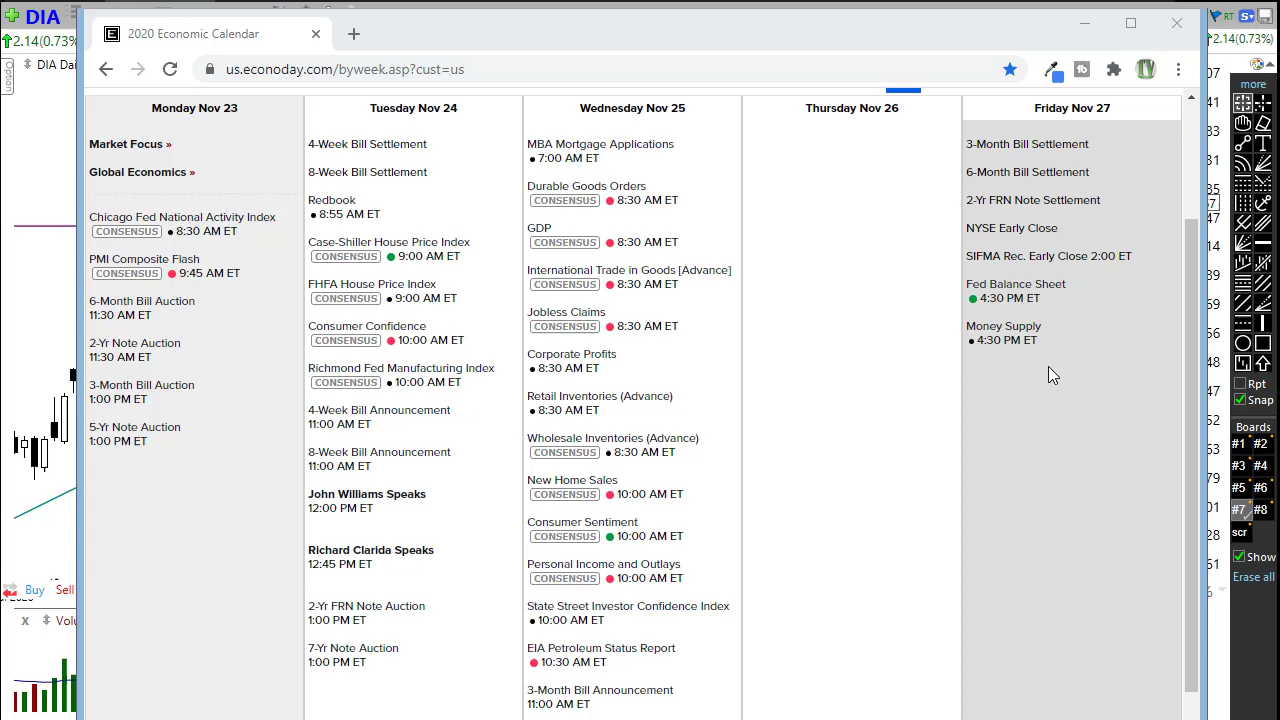 DIA
2.14(0.73%)
Option
DIA Dai
2020 Economic Calendar
us.econoday.com/byweek.asp?cust=us
RT
2.14(0.73%)
Monday Nov 23
Market Focus »
Global Economics »
Chicago Fed National Activity Index
CONSENSUS 8:30 AM ET
PMI Composite Flash
CONSENSUS 9:45 AM ET
6-Month Bill Auction
11:30 AM ET
2-Yr Note Auction
11:30 AM ET
3-Month Bill Auction
1:00 PM ET
5-Yr Note Auction
1:00 PM ET
Tuesday Nov 24
4-Week Bill Settlement
8-Week Bill Settlement
Redbook
8:55 AM ET
Case-Shiller House Price Index
CONSENSUS 9:00 AM ET
FHFA House Price Index
CONSENSUS 9:00 AM ET
Consumer Confidence
CONSENSUS 10:00 AM ET
Richmond Fed Manufacturing Index
CONSENSUS 10:00 AM ET
4-Week Bill Announcement
11:00 AM ET
8-Week Bill Announcement
11:00 AM ET
John Williams Speaks
12:00 PM ET
Richard Clarida Speaks
12:45 PM ET
2-Yr FRN Note Auction
1:00 PM ET
7-Yr Note Auction
1:00 PM ET
Wednesday Nov 25
MBA Mortgage Applications
7:00 AM ET
Durable Goods Orders
CONSENSUS 8:30 AM ET
GDP
CONSENSUS 8:30 AM ET
International Trade in Goods [Advance]
CONSENSUS 8:30 AM ET
Jobless Claims
CONSENSUS 8:30 AM ET
Corporate Profits
8:30 AM ET
Retail Inventories (Advance)
8:30 AM ET
Wholesale Inventories (Advance)
CONSENSUS 8:30 AM ET
New Home Sales
CONSENSUS 10:00 AM ET
Consumer Sentiment
CONSENSUS 10:00 AM ET
Personal Income and Outlays
CONSENSUS 10:00 AM ET
State Street Investor Confidence Index
10:00 AM ET
EIA Petroleum Status Report
10:30 AM ET
3-Month Bill Announcement
11:00 AM ET
Thursday Nov 26
Friday Nov 27
3-Month Bill Settlement
6-Month Bill Settlement
2-Yr FRN Note Settlement
NYSE Early Close
SIFMA Rec. Early Close 2:00 ET
Fed Balance Sheet
4:30 PM ET
Money Supply
4:30 PM ET
Buy Sell
x Volu
more
Rpt
Snap
Boards
#1 #2
#3 #4
#5 #6
#7 #8
scr
Show
Erase all